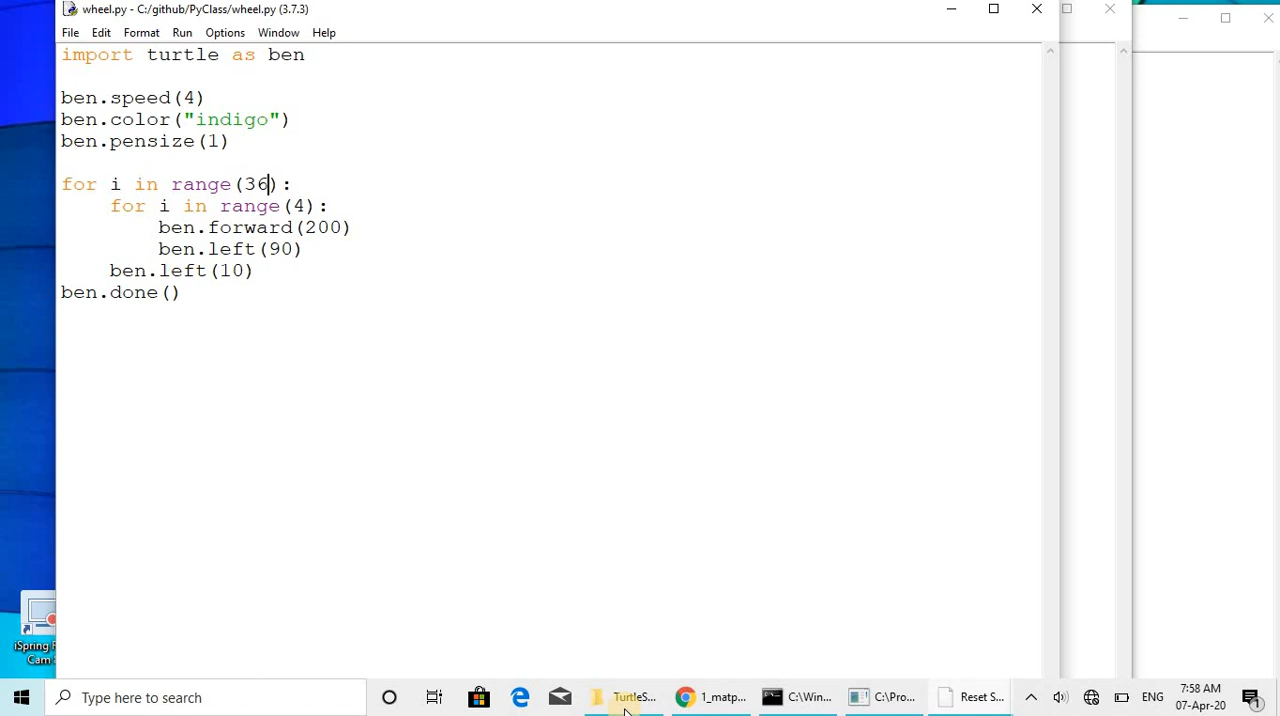 wheel.py - C:/github/PyClass/wheel.py (3.7.3)
File Edit Format Run Options Window Help
import turtle as ben
ben.speed(4)
ben.color("indigo")
ben.pensize(1)
for i in range(36):
    for i in range(4):
        ben.forward(200)
        ben.left(90)
    ben.left(10)
ben.done()
iSpring
Cam
Type here to search
TurtleS...
1_matp...
C:\Win...
C:\Pro...
Reset S...
ENG
7:58 AM
07-Apr-20
1